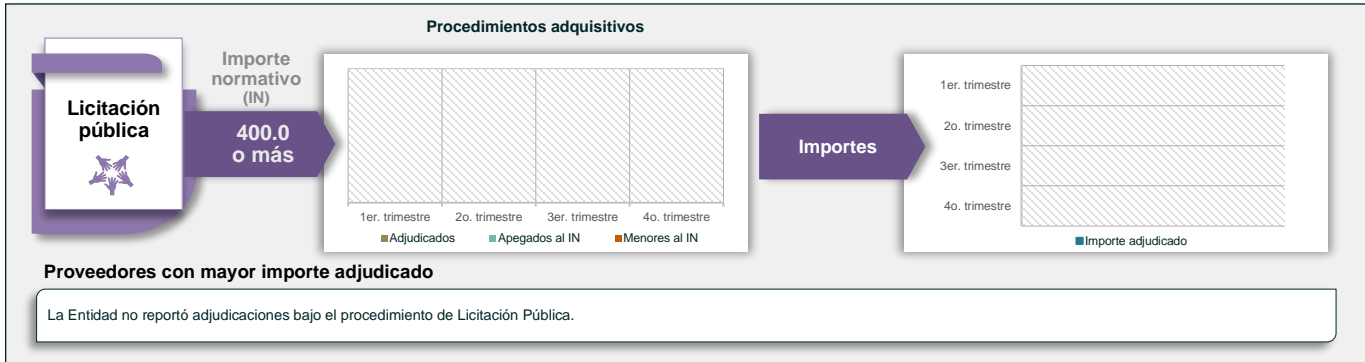 Procedimientos adquisitivos
Licitación
pública
Importe
normativo
(IN)
400.0
o más
1er. trimestre
2o. trimestre
3er. trimestre
4o. trimestre
Adjudicados
Apegados al IN
Menores al IN
Importes
1er. trimestre
2o. trimestre
3er. trimestre
4o. trimestre
Importe adjudicado
Proveedores con mayor importe adjudicado
La Entidad no reportó adjudicaciones bajo el procedimiento de Licitación Pública.